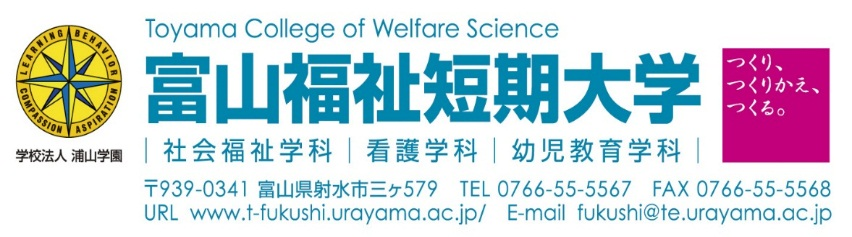 LEARNING BEHAVIOR
COMPASSION ASPIRATION
学校法人 浦山学園
Toyama College of Welfare Science
富山福祉短期大学
|社会福祉学科|看護学科|幼児教育学科|
つくり、
つくりかえ、
つくる。
〒939-0341 富山県射水市三ケ579 TEL 0766-55-5567 FAX 0766-55-5568
URL www.t-fukushi.urayama.ac.jp/ E-mail fukushi@te.urayama.ac.jp